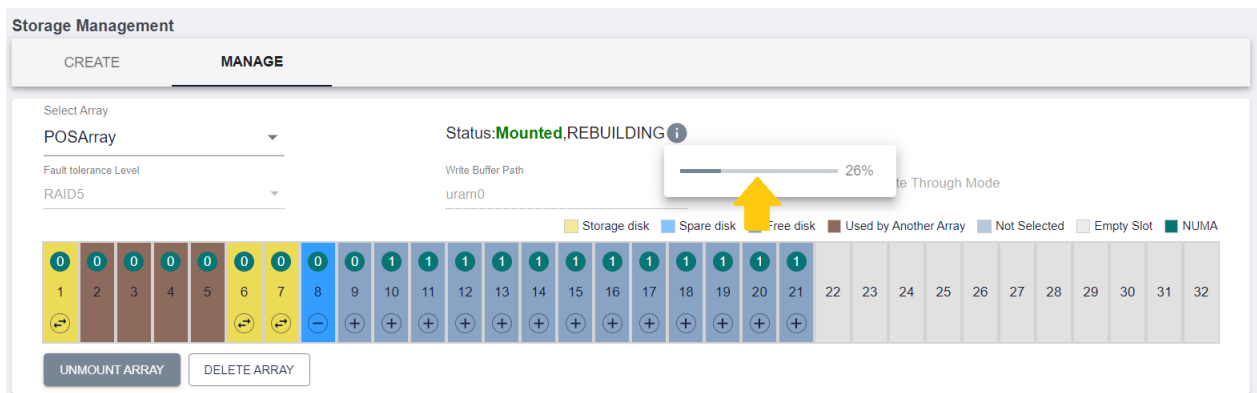 Storage Management
CREATE MANAGE
Select Array
POSArray
Status:Mounted,REBUILDING i
26%
Fault tolerance Level
Write Buffer Path
RAID5
uram0
te Through Mode
Storage disk Spare disk Free disk Used by Another Array Not Selected Empty Slot NUMA
0 0 0 0 0 0 0 0 0 1 1 1 1 1 1 1 1 1 1 1 1
1 2 3 4 5 6 7 8 9 10 11 12 13 14 15 16 17 18 19 20 21 22 23 24 25 26 27 28 29 30 31 32
UNMOUNT ARRAY DELETE ARRAY